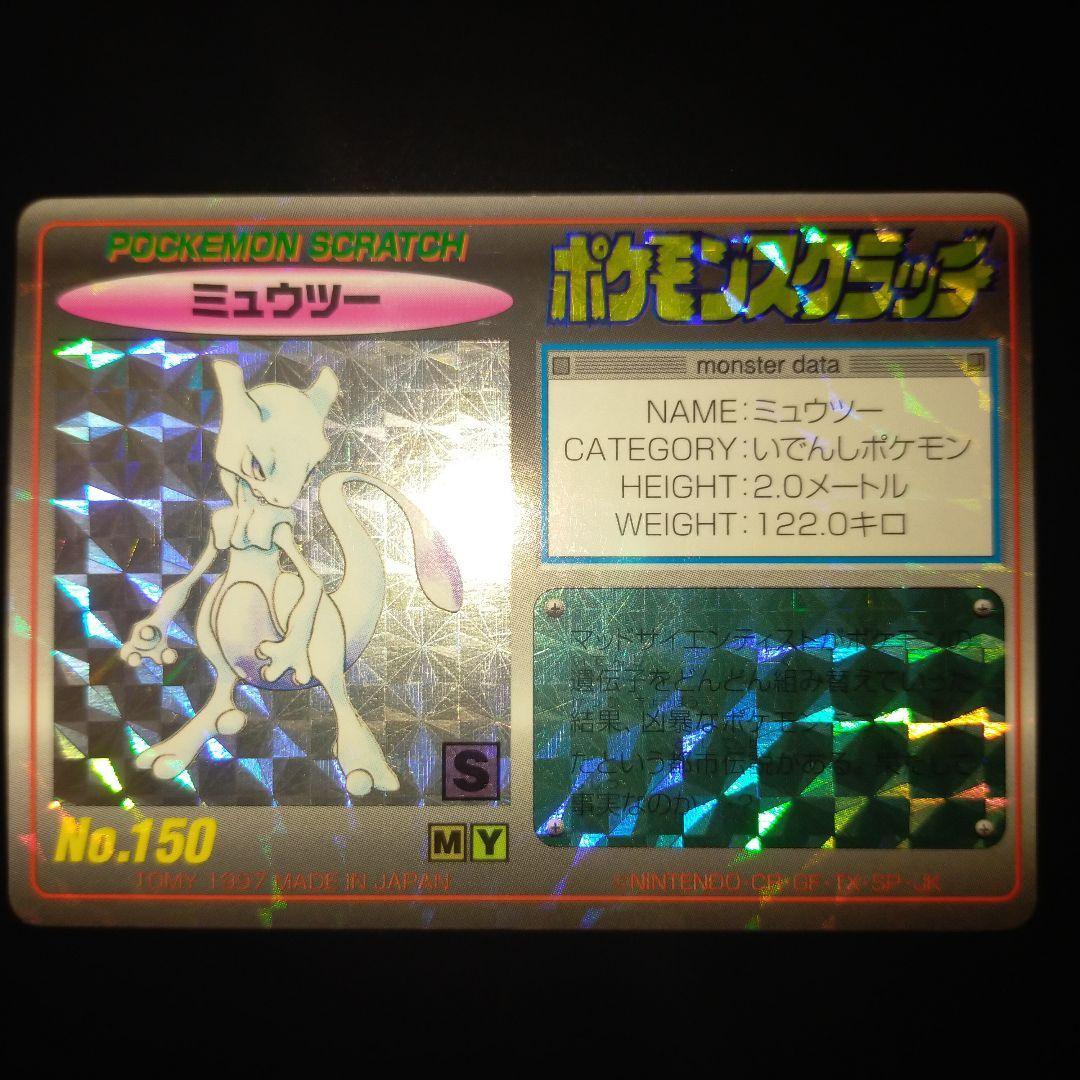 POCKEMON SCRATCH
ミュウツー
ポケモンスクラッチ
monster data
NAME:ミュウツー
CATEGORY:いでんしポケモン
HEIGHT:2.0メートル
WEIGHT:122.0キロ
マッドサイエンティストがポケモンの
遺伝子をどんどん組み替えていった
結果、凶暴なポケモン
たという都市伝説がある。果たして
事実なのか
S
No.150
MY
TOMY 1997 MADE IN JAPAN
©NINTENDO・CR・GF・TX・SP・JK